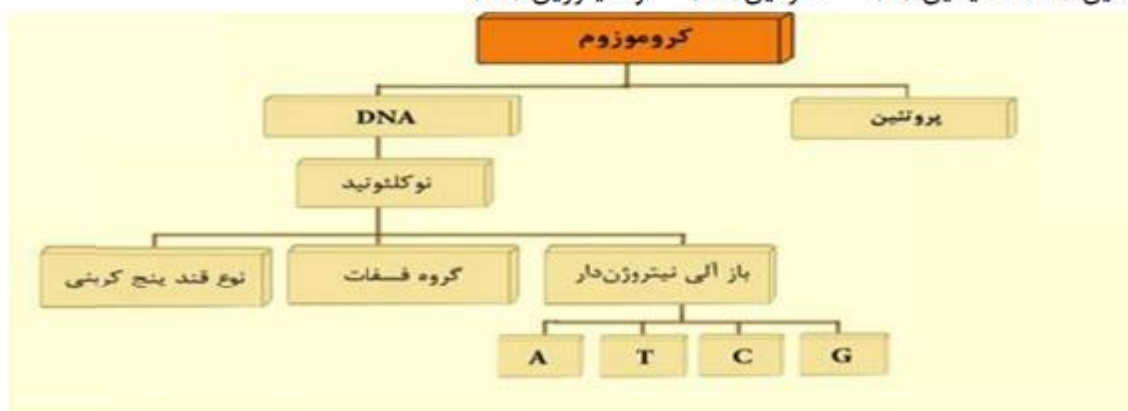 کروموزوم
DNA
پروتئین
نوکلئوتید
نوع قند پنج کربنی
گروه فسفات
باز آلی نیتروژن‌دار
A T C G